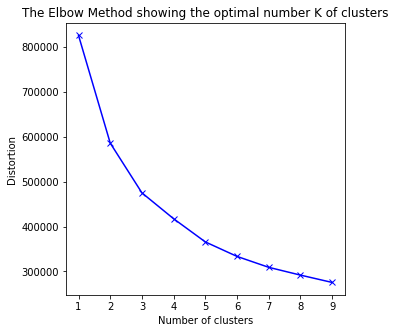 The Elbow Method showing the optimal number K of clusters
800000
700000
600000
500000
400000
300000
Distortion
1 2 3 4 5 6 7 8 9
Number of clusters